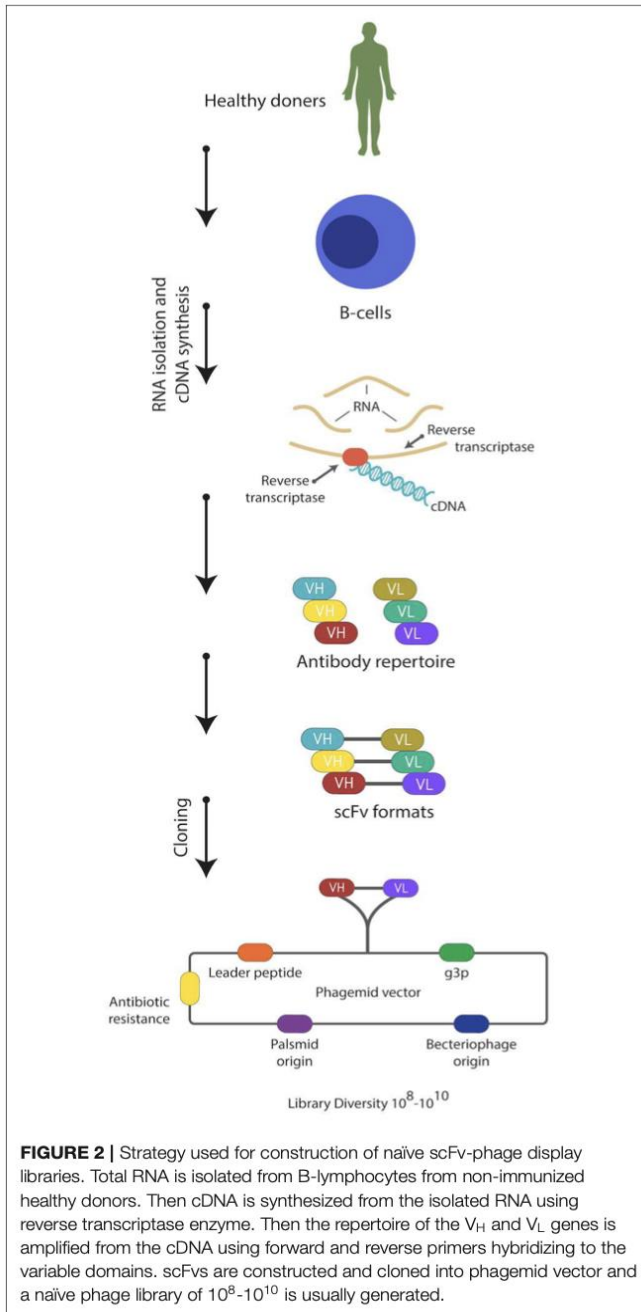 Healthy doners
B-cells
RNA isolation and
cDNA synthesis
RNA
Reverse
transcriptase
Reverse
transcriptase
cDNA
VH VL
VH VL
VH VL
Antibody repertoire
VH VL
VH VL
VH VL
scFv formats
Cloning
VH VL
Leader peptide g3p
Antibiotic
resistance
Phagemid vector
Palsmid
origin
Becteriophage
origin
Library Diversity 10⁸-10¹⁰
FIGURE 2 | Strategy used for construction of naïve scFv-phage display
libraries. Total RNA is isolated from B-lymphocytes from non-immunized
healthy donors. Then cDNA is synthesized from the isolated RNA using
reverse transcriptase enzyme. Then the repertoire of the V_H and V_L genes is
amplified from the cDNA using forward and reverse primers hybridizing to the
variable domains. scFvs are constructed and cloned into phagemid vector and
a naïve phage library of 10⁸-10¹⁰ is usually generated.